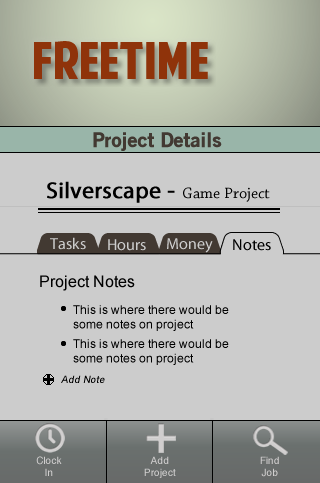 FREETIME
Project Details
Silverscape - Game Project
Tasks Hours Money Notes
Project Notes
This is where there would be
some notes on project
This is where there would be
some notes on project
Add Note
Clock Add Find
In Project Job